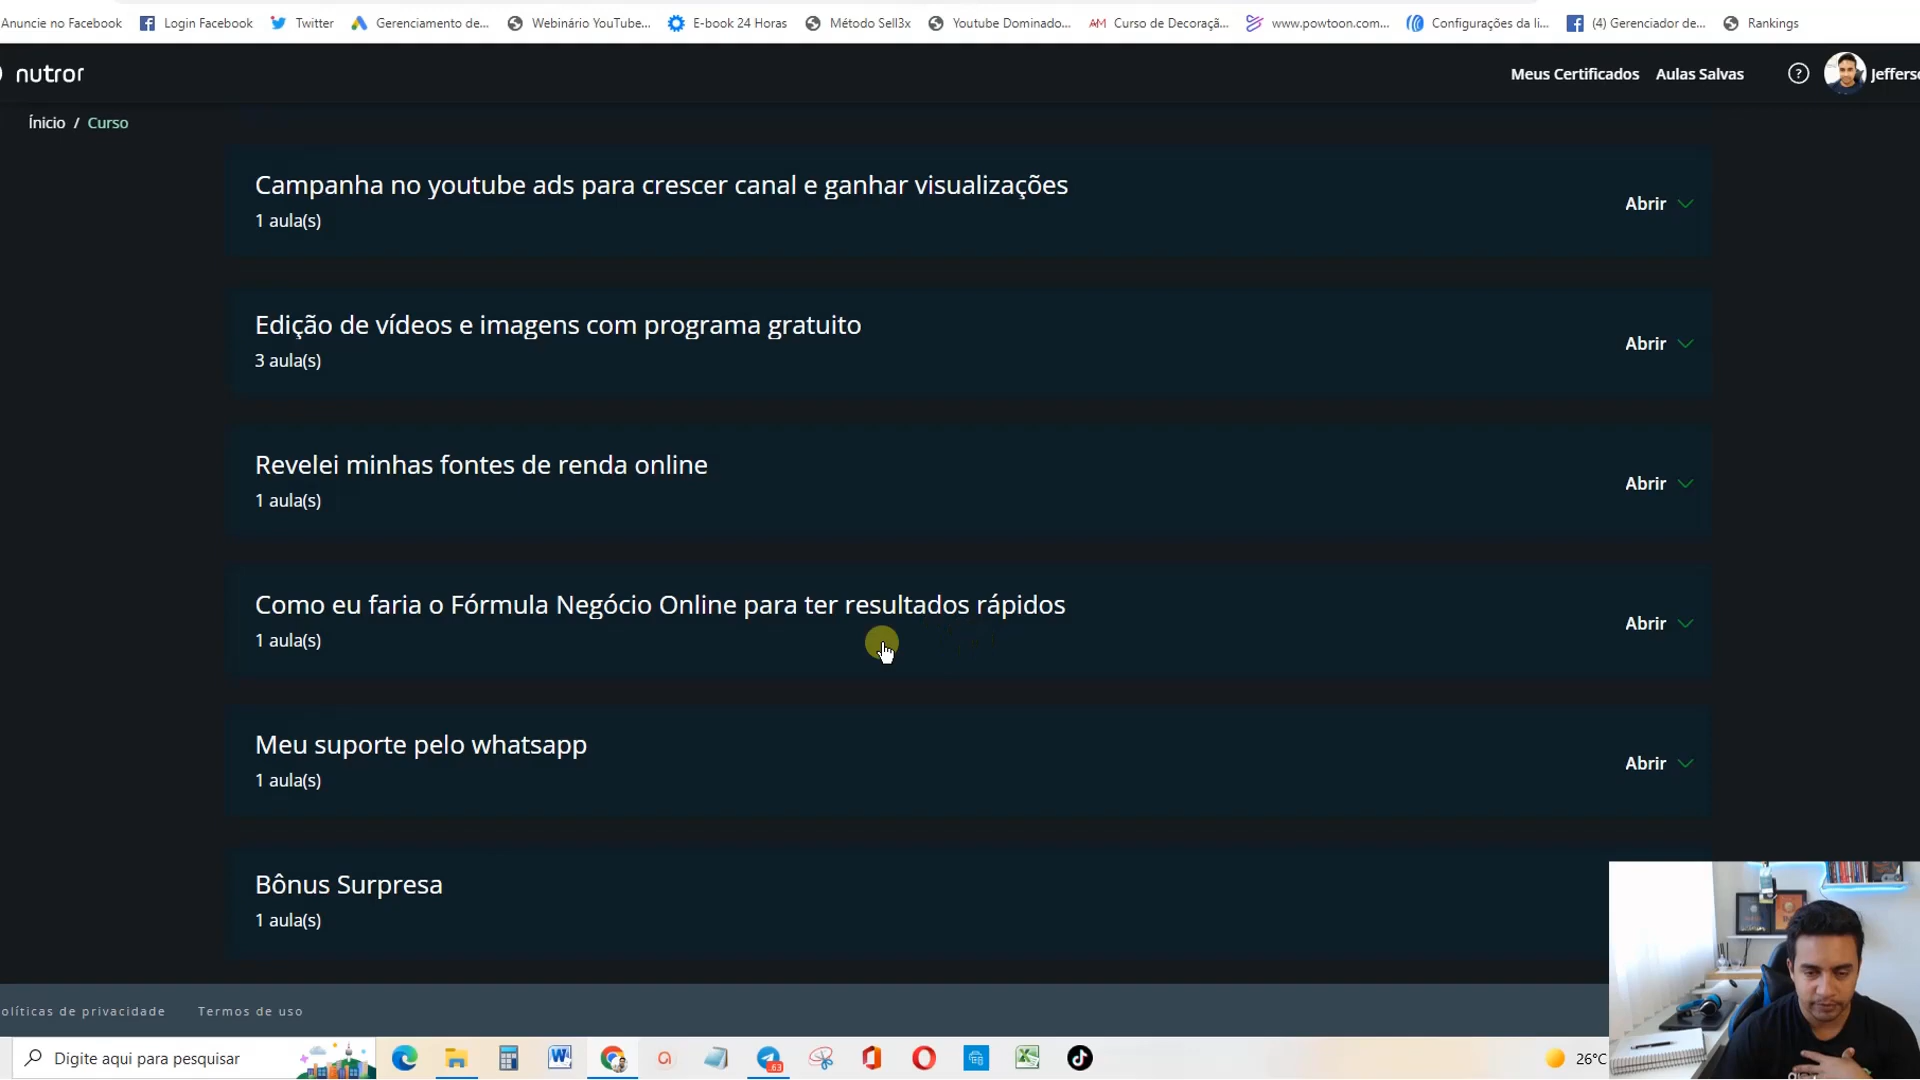 Anuncie no Facebook
Login Facebook
Twitter
Gerenciamento de...
Webinário YouTube...
E-book 24 Horas
Método Sell3x
Youtube Dominado...
AM
Curso de Decoraçã...
www.powtoon.com...
Configurações da li...
(4) Gerenciador de...
Rankings
nutror
Meus Certificados
Aulas Salvas
?
Jefferso
Ínicio / Curso
Campanha no youtube ads para crescer canal e ganhar visualizações
1 aula(s)
Abrir
Edição de vídeos e imagens com programa gratuito
3 aula(s)
Abrir
Revelei minhas fontes de renda online
1 aula(s)
Abrir
Como eu faria o Fórmula Negócio Online para ter resultados rápidos
1 aula(s)
Abrir
Meu suporte pelo whatsapp
1 aula(s)
Abrir
Bônus Surpresa
1 aula(s)
olíticas de privacidade
Termos de uso
Digite aqui para pesquisar
63
26°C